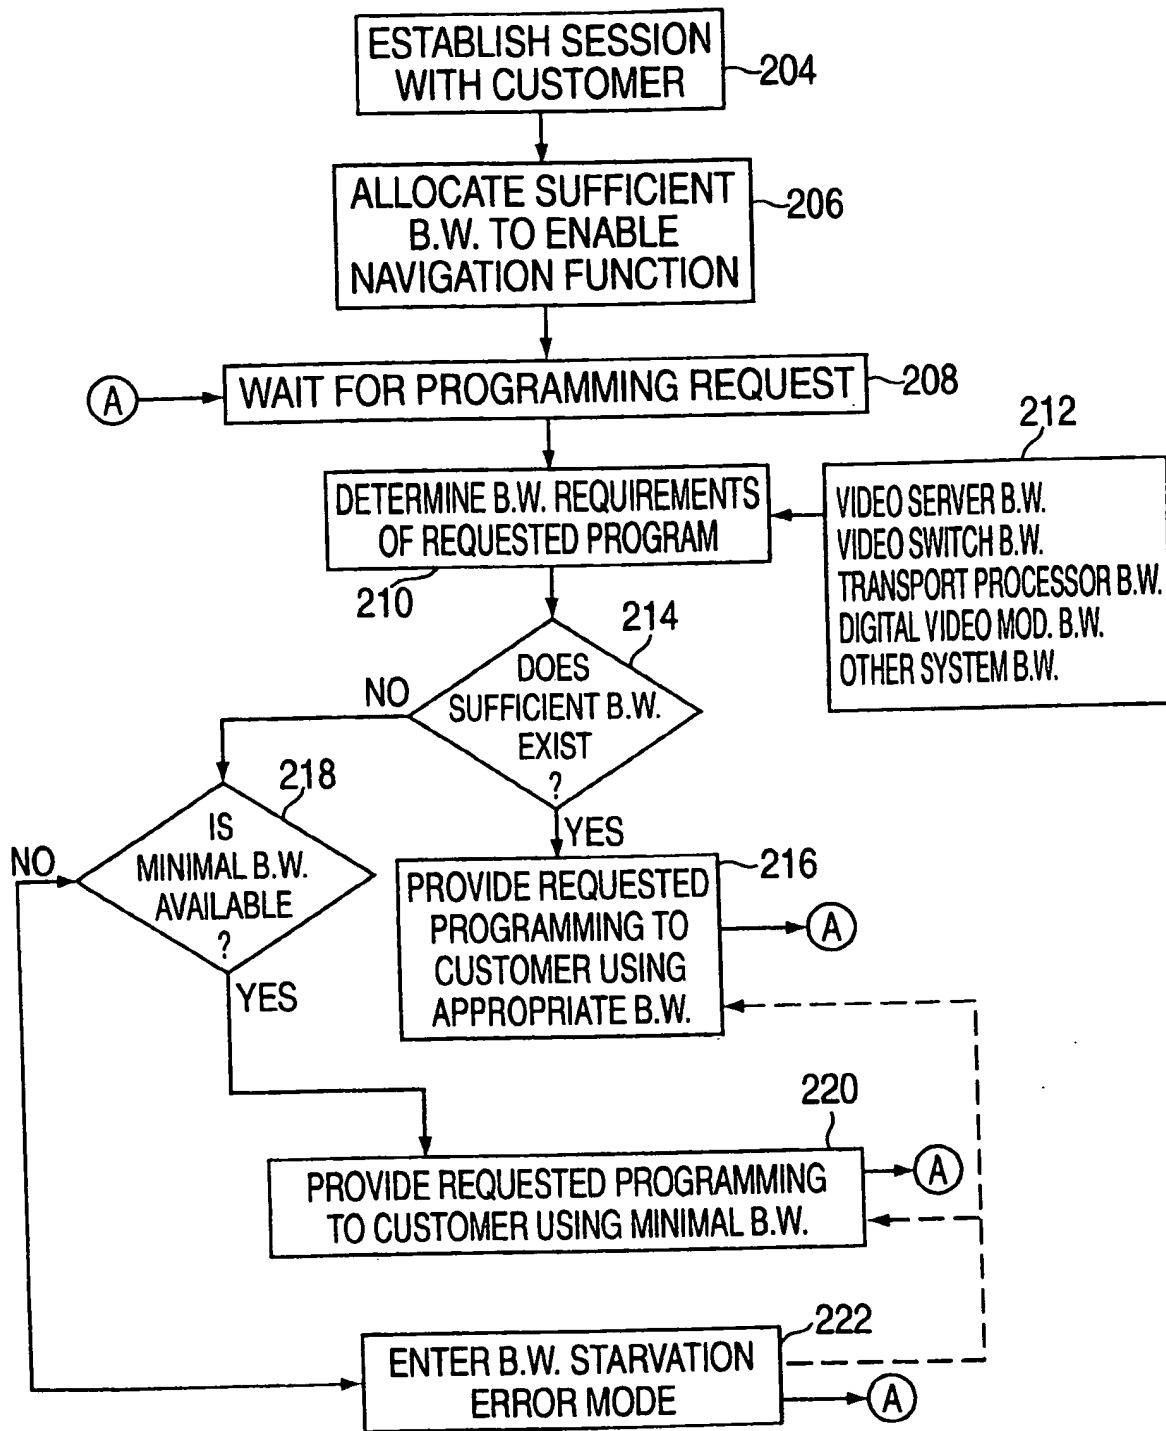 ESTABLISH SESSION
WITH CUSTOMER
204
ALLOCATE SUFFICIENT
B.W. TO ENABLE
NAVIGATION FUNCTION
206
A
WAIT FOR PROGRAMMING REQUEST
208
DETERMINE B.W. REQUIREMENTS
OF REQUESTED PROGRAM
210
212
VIDEO SERVER B.W.
VIDEO SWITCH B.W.
TRANSPORT PROCESSOR B.W.
DIGITAL VIDEO MOD. B.W.
OTHER SYSTEM B.W.
214
DOES
SUFFICIENT B.W.
EXIST
?
NO
YES
218
IS
MINIMAL B.W.
AVAILABLE
?
NO
YES
216
PROVIDE REQUESTED
PROGRAMMING TO
CUSTOMER USING
APPROPRIATE B.W.
A
220
PROVIDE REQUESTED PROGRAMMING
TO CUSTOMER USING MINIMAL B.W.
A
222
ENTER B.W. STARVATION
ERROR MODE
A